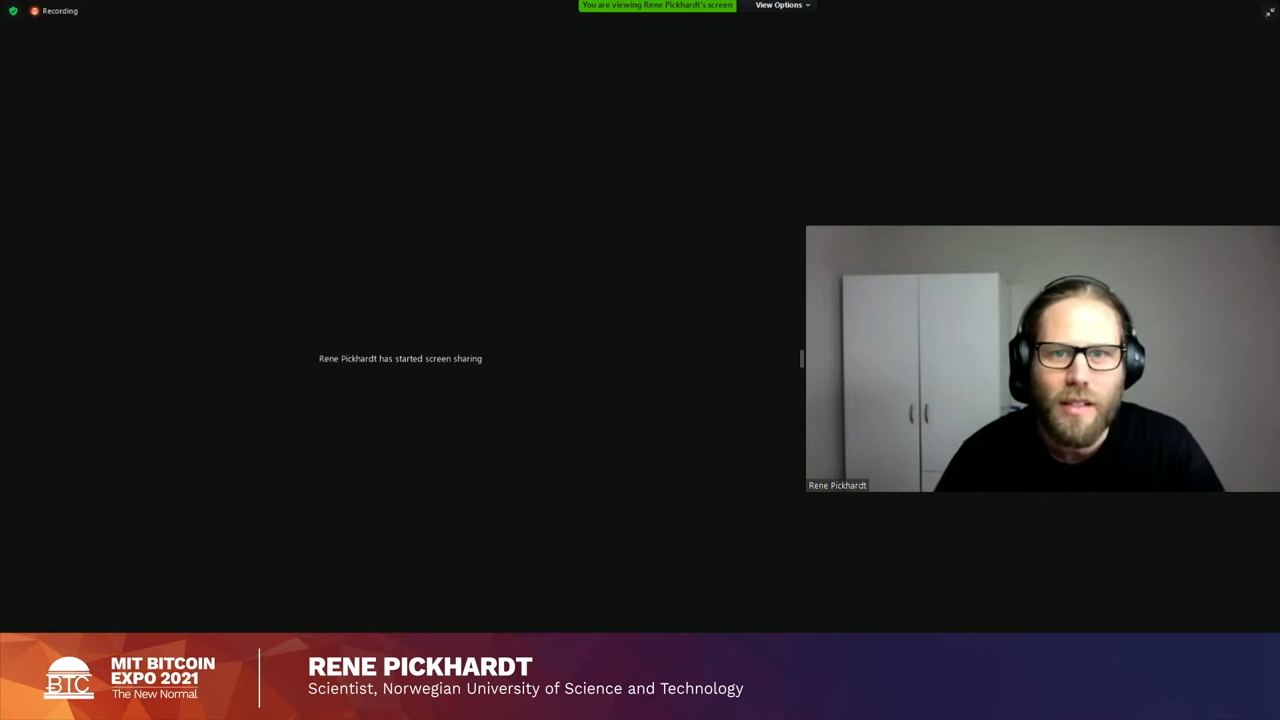 Recording
You are viewing Rene Pickhardt's screen
View Options
Rene Pickhardt has started screen sharing
Rene Pickhardt
BTC
MIT BITCOIN
EXPO 2021
The New Normal
RENE PICKHARDT
Scientist, Norwegian University of Science and Technology